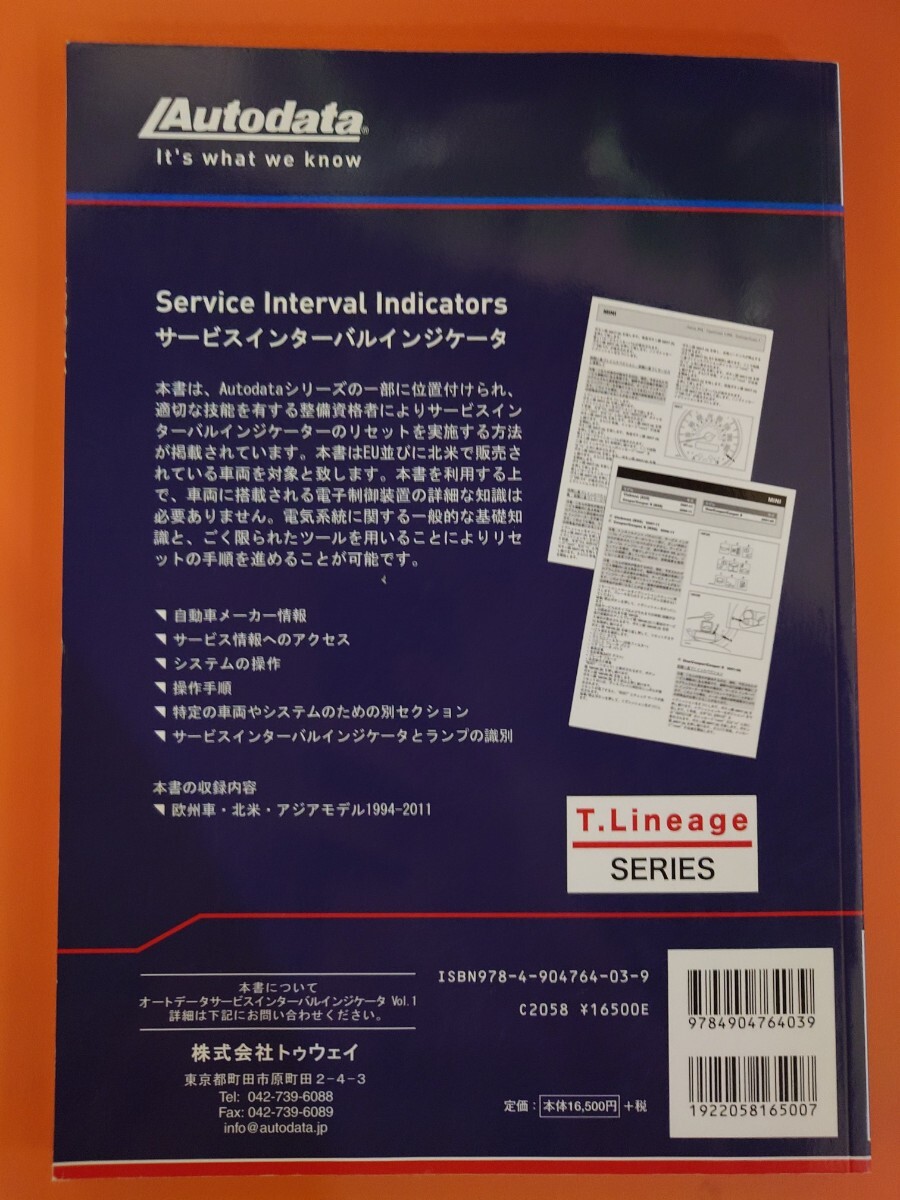 Autodata®
It's what we know
Service Interval Indicators
サービスインターバルインジケータ
本書は、Autodataシリーズの一部に位置付けられ、
適切な技能を有する整備資格者によりサービスイン
ターバルインジケーターのリセットを実施する方法
が掲載されています。本書はEU並びに北米で販売さ
れている車両を対象と致します。本書を利用する上
で、車両に搭載される電子制御装置の詳細な知識は
必要ありません。電気系統に関する一般的な基礎知
識と、ごく限られたツールを用いることによりリセ
ットの手順を進めることが可能です。
自動車メーカー情報
サービス情報へのアクセス
システムの操作
操作手順
特定の車両やシステムのための別セクション
サービスインターバルインジケータとランプの識別
本書の収録内容
欧州車・北米・アジアモデル1994-2011
MINI
MINI
T.Lineage
SERIES
本書について
オートデータサービスインターバルインジケータ Vol.1
詳細は下記にお問い合わせください。
株式会社トゥウェイ
東京都町田市原町田2-4-3
Tel: 042-739-6088
Fax: 042-739-6089
info@autodata.jp
ISBN978-4-904764-03-9
C2058 ¥16500E
定価：本体16,500円+税
9784904764039
1922058165007